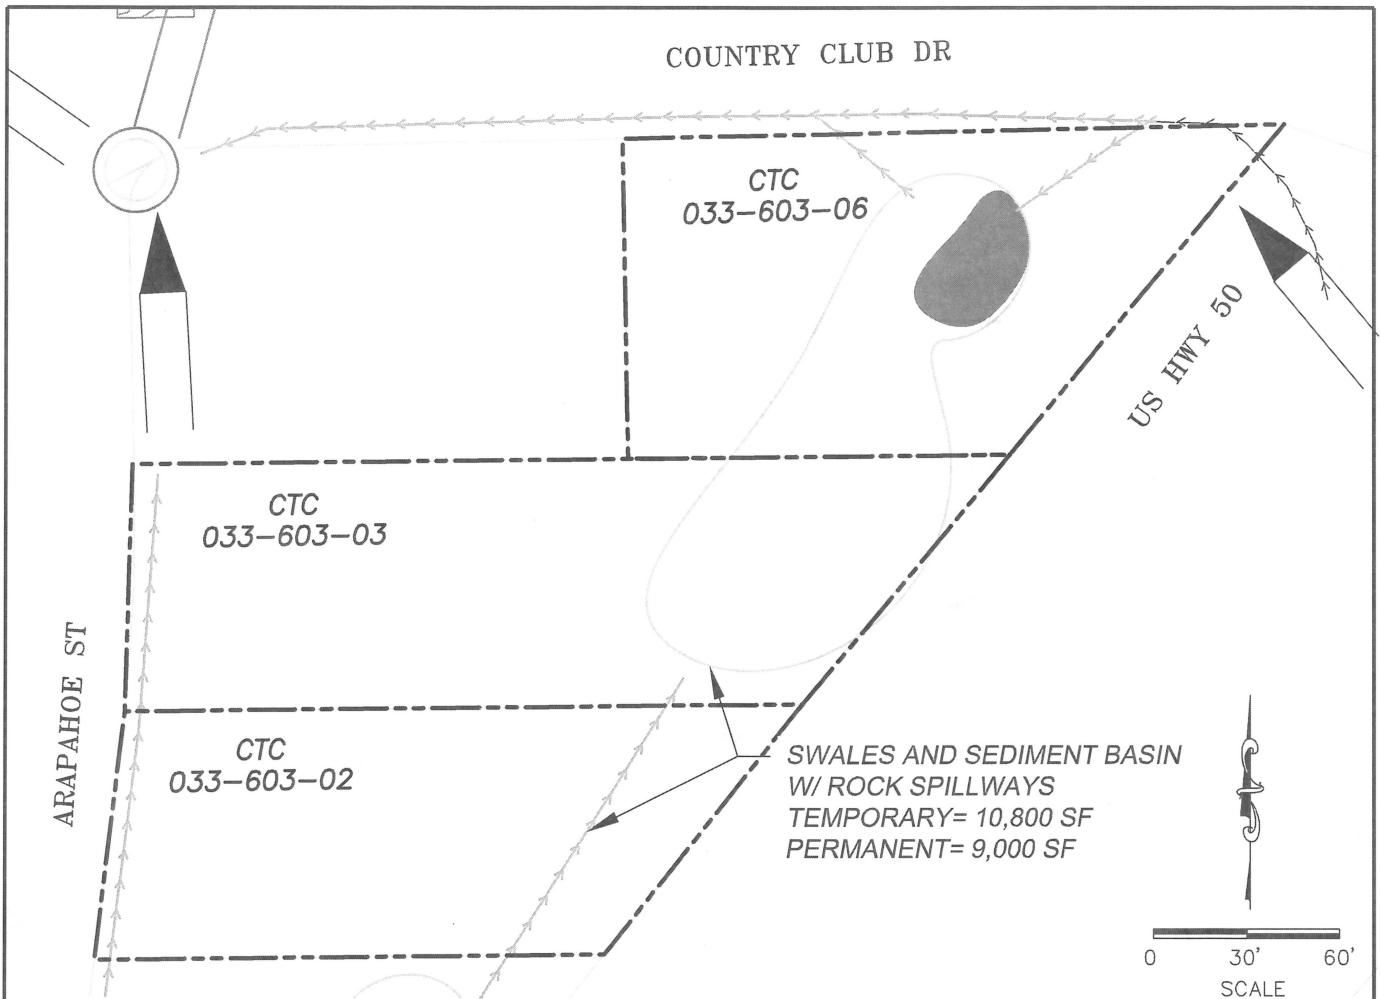 COUNTRY CLUB DR
CTC
033-603-06
US HWY 50
CTC
033-603-03
ARAPAHOE ST
CTC
033-603-02
SWALES AND SEDIMENT BASIN
W/ ROCK SPILLWAYS
TEMPORARY= 10,800 SF
PERMANENT= 9,000 SF
0 30' 60'
SCALE